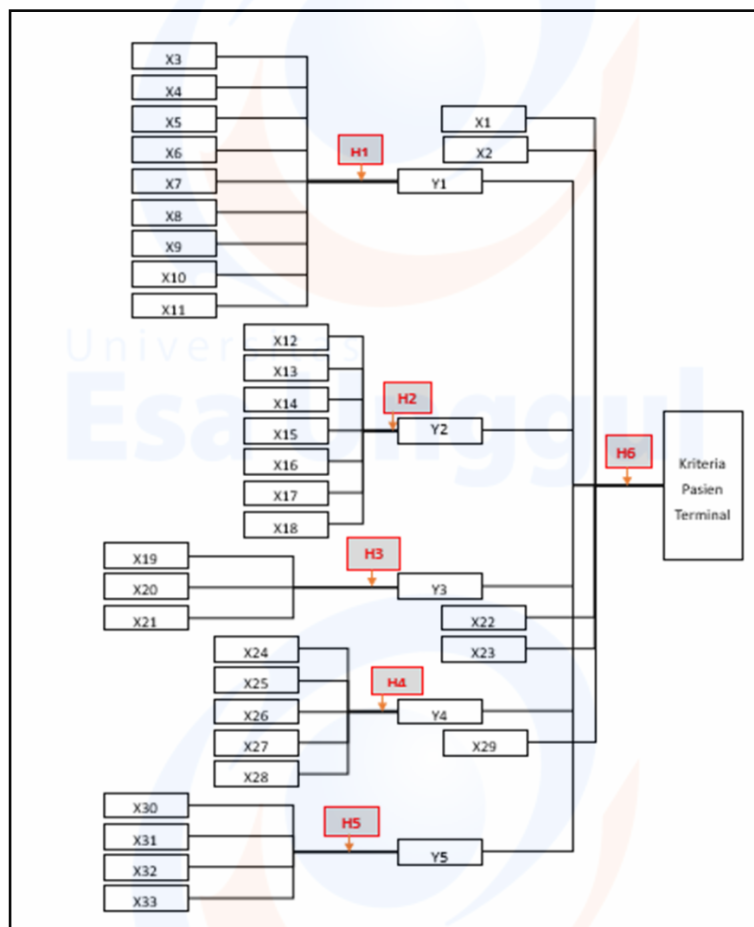 X3
X4
X5
X6
X7
X8
X9
X10
X11
H1
X1
X2
Y1
Universitas
Esa Unggul
X12
X13
X14
X15
X16
X17
X18
H2
Y2
H6
Kriteria
Pasien
Terminal
X19
X20
X21
H3
Y3
X22
X23
X24
X25
X26
X27
X28
H4
Y4
X29
X30
X31
X32
X33
H5
Y5